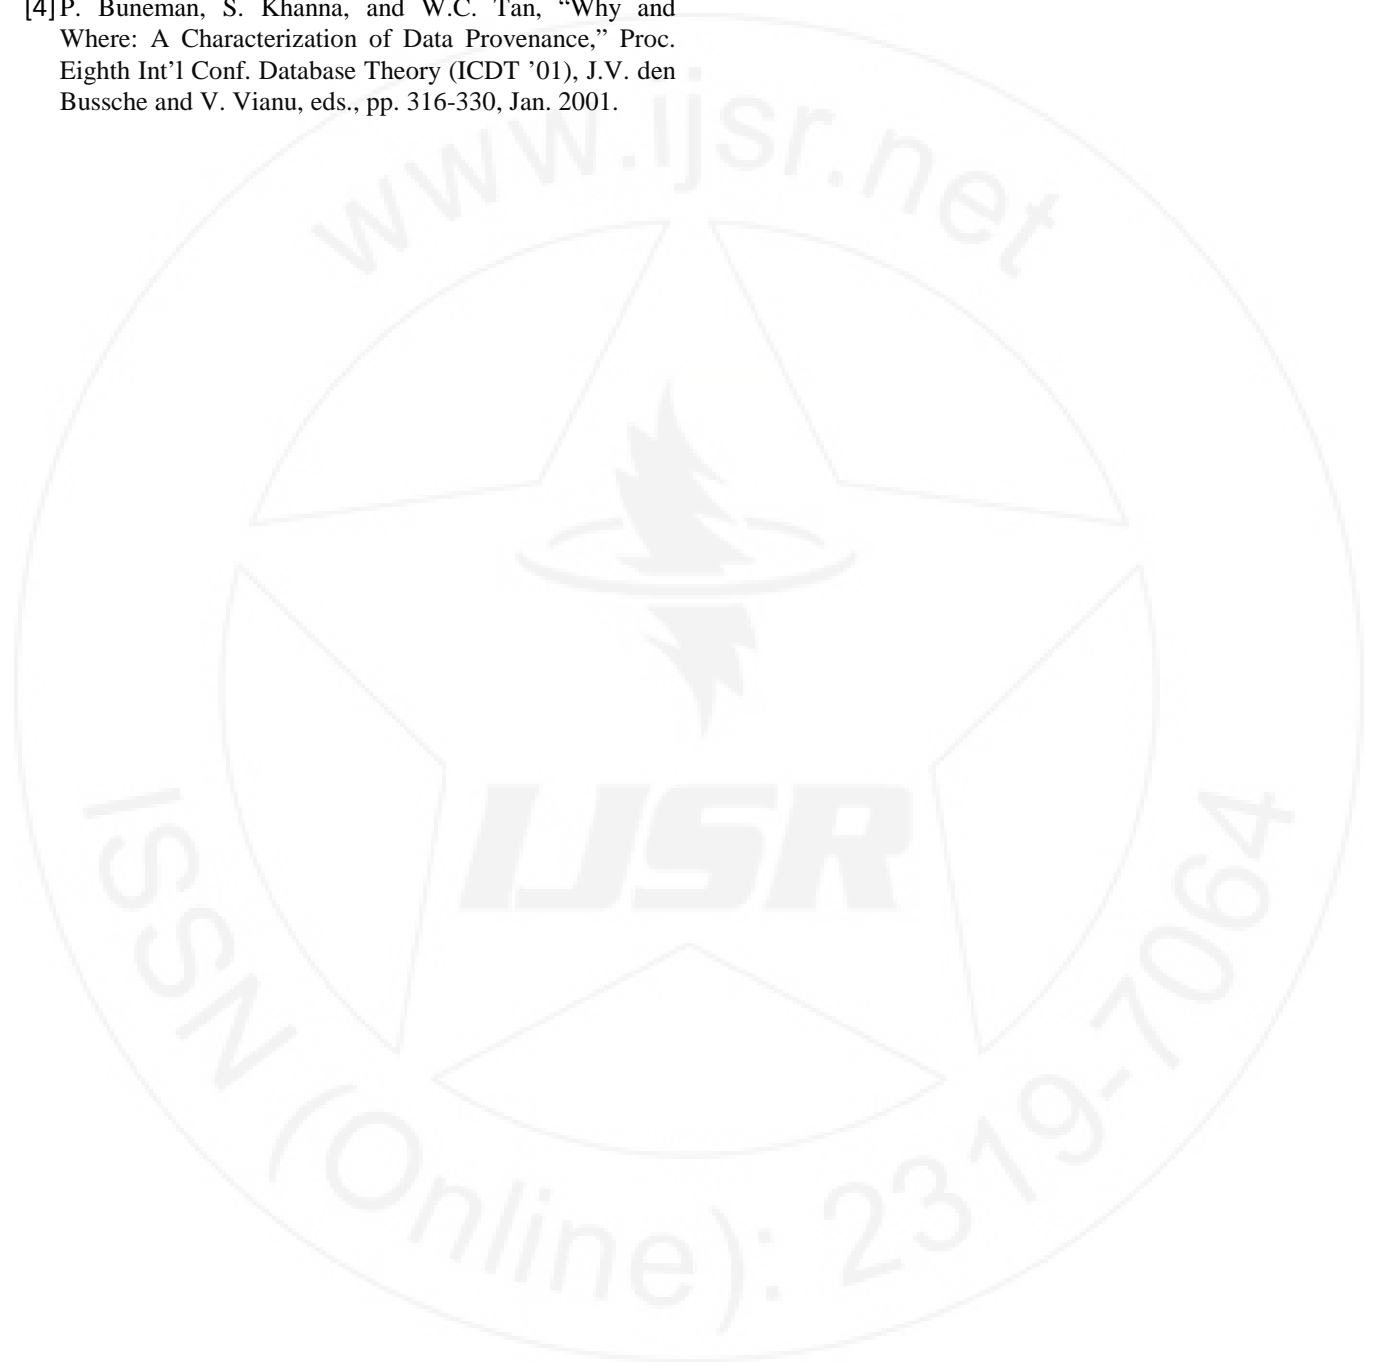 [4] P. Buneman, S. Khanna, and W.C. Tan, “Why and
Where: A Characterization of Data Provenance,” Proc.
Eighth Int’l Conf. Database Theory (ICDT ’01), J.V. den
Bussche and V. Vianu, eds., pp. 316-330, Jan. 2001.
www.ijsr.net
IJSR
ISSN (Online): 2319-7064